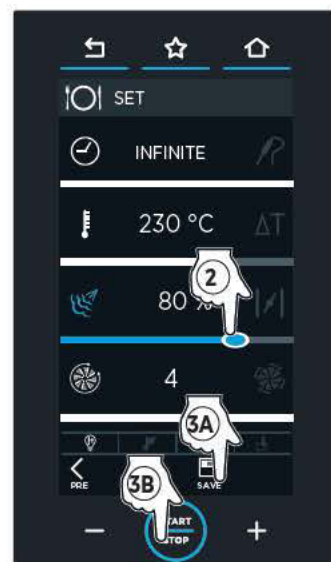 SET
INFINITE
230 °C ΔT
80 %
2
4
3A
PRE SAVE
3B
START
STOP
- +